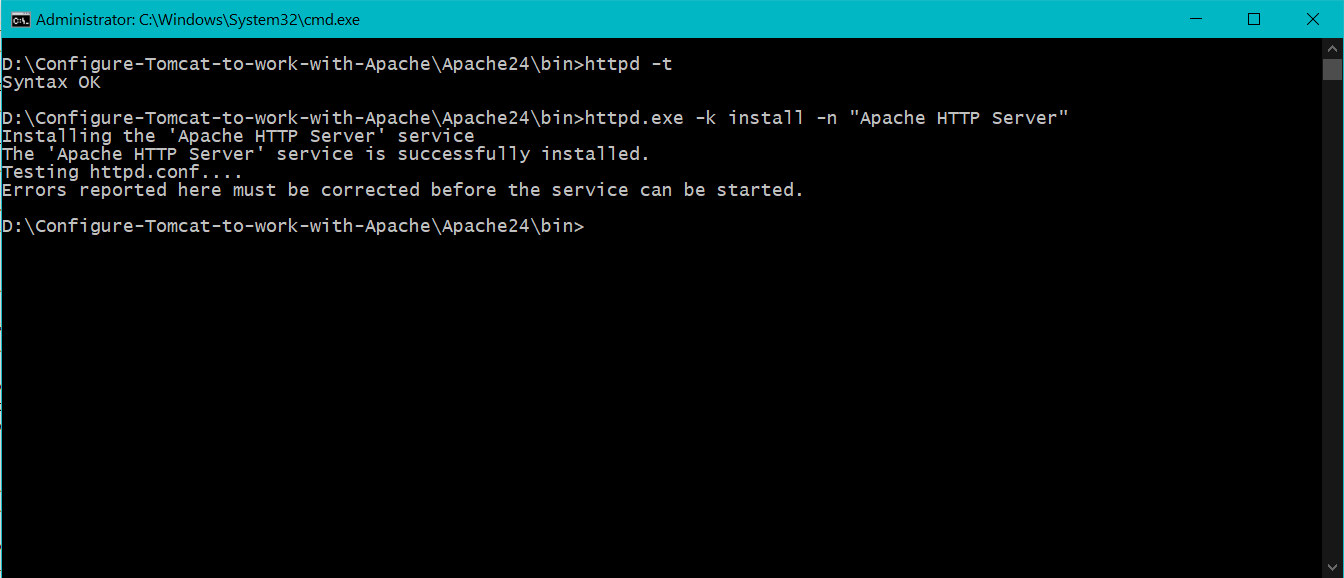 Administrator: C:\Windows\System32\cmd.exe
D:\Configure-Tomcat-to-work-with-Apache\Apache24\bin>httpd -t
Syntax OK
D:\Configure-Tomcat-to-work-with-Apache\Apache24\bin>httpd.exe -k install -n "Apache HTTP Server"
Installing the 'Apache HTTP Server' service
The 'Apache HTTP Server' service is successfully installed.
Testing httpd.conf....
Errors reported here must be corrected before the service can be started.
D:\Configure-Tomcat-to-work-with-Apache\Apache24\bin>